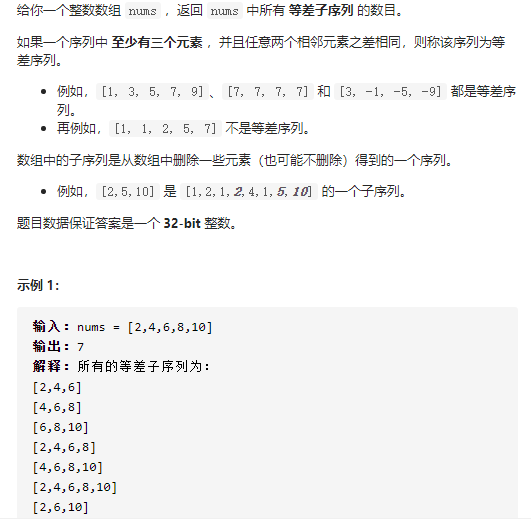 给你一个整数数组 nums ，返回 nums 中所有 等差子序列 的数目。
如果一个序列中 至少有三个元素 ，并且任意两个相邻元素之差相同，则称该序列为等
差序列。
• 例如，[1, 3, 5, 7, 9]、[7, 7, 7, 7] 和 [3, -1, -5, -9] 都是等差序
列。
• 再例如，[1, 1, 2, 5, 7] 不是等差序列。
数组中的子序列是从数组中删除一些元素（也可能不删除）得到的一个序列。
• 例如，[2,5,10] 是 [1,2,1,2,4,1,5,10] 的一个子序列。
题目数据保证答案是一个 32-bit 整数。
示例 1：
输入：nums = [2,4,6,8,10]
输出：7
解释：所有的等差子序列为：
[2,4,6]
[4,6,8]
[6,8,10]
[2,4,6,8]
[4,6,8,10]
[2,4,6,8,10]
[2,6,10]